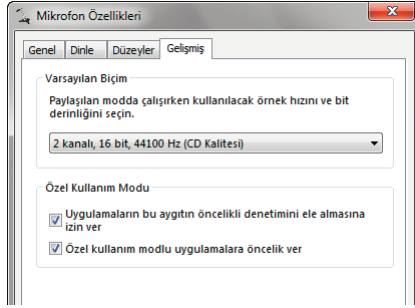 Mikrofon Özellikleri
Genel Dinle Düzeyler Gelişmiş
Varsayılan Biçim
Paylaşılan modda çalışırken kullanılacak örnek hızını ve bit
derinliğini seçin.
2 kanalı, 16 bit, 44100 Hz (CD Kalitesi)
Özel Kullanım Modu
Uygulamaların bu aygıtın öncelikli denetimini ele almasına
izin ver
Özel kullanım modlu uygulamalara öncelik ver